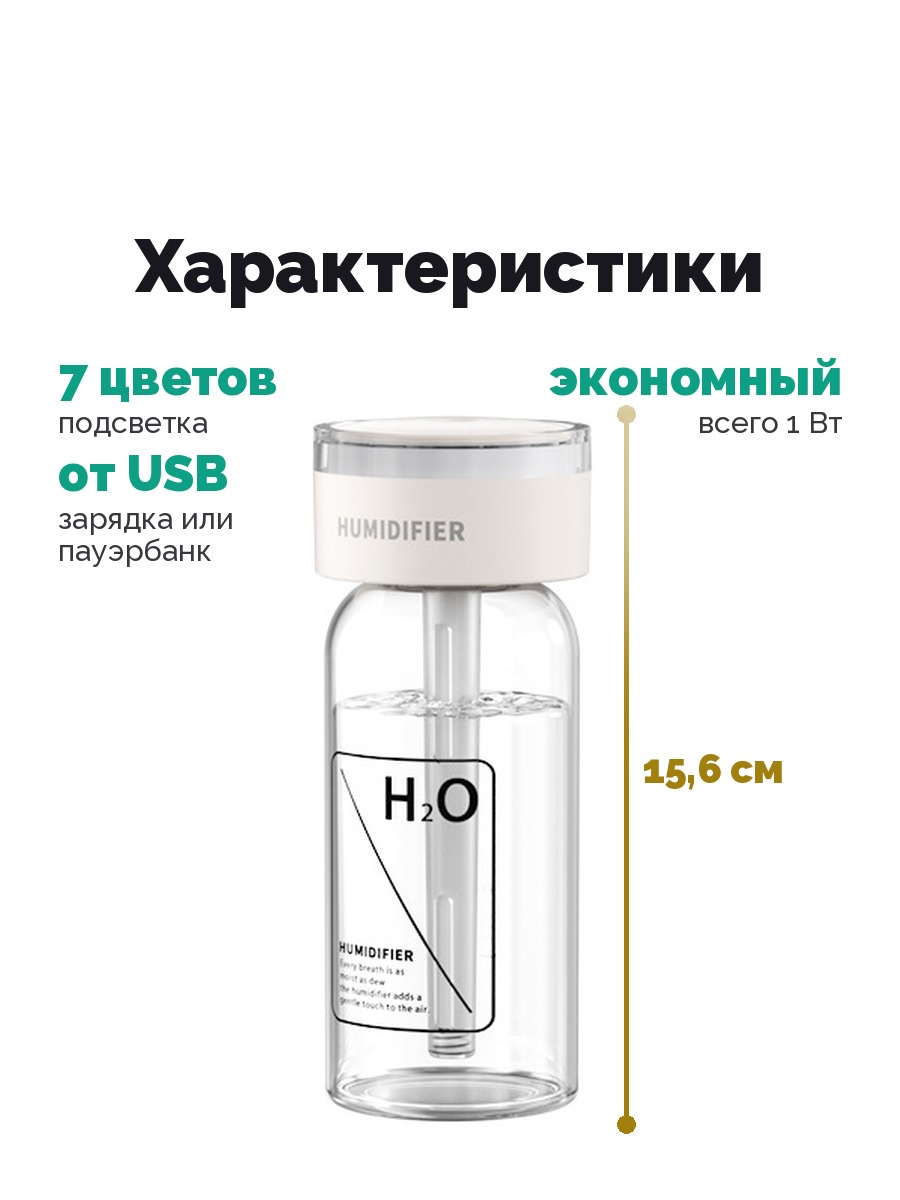 Характеристики
7 цветов
подсветка
от USB
зарядка или
пауэрбанк
экономный
всего 1 Вт
HUMIDIFIER
15,6 см
H₂O
HUMIDIFIER
Every breath is as
moist as dew
the humidifier adds a
gentle touch to the air.